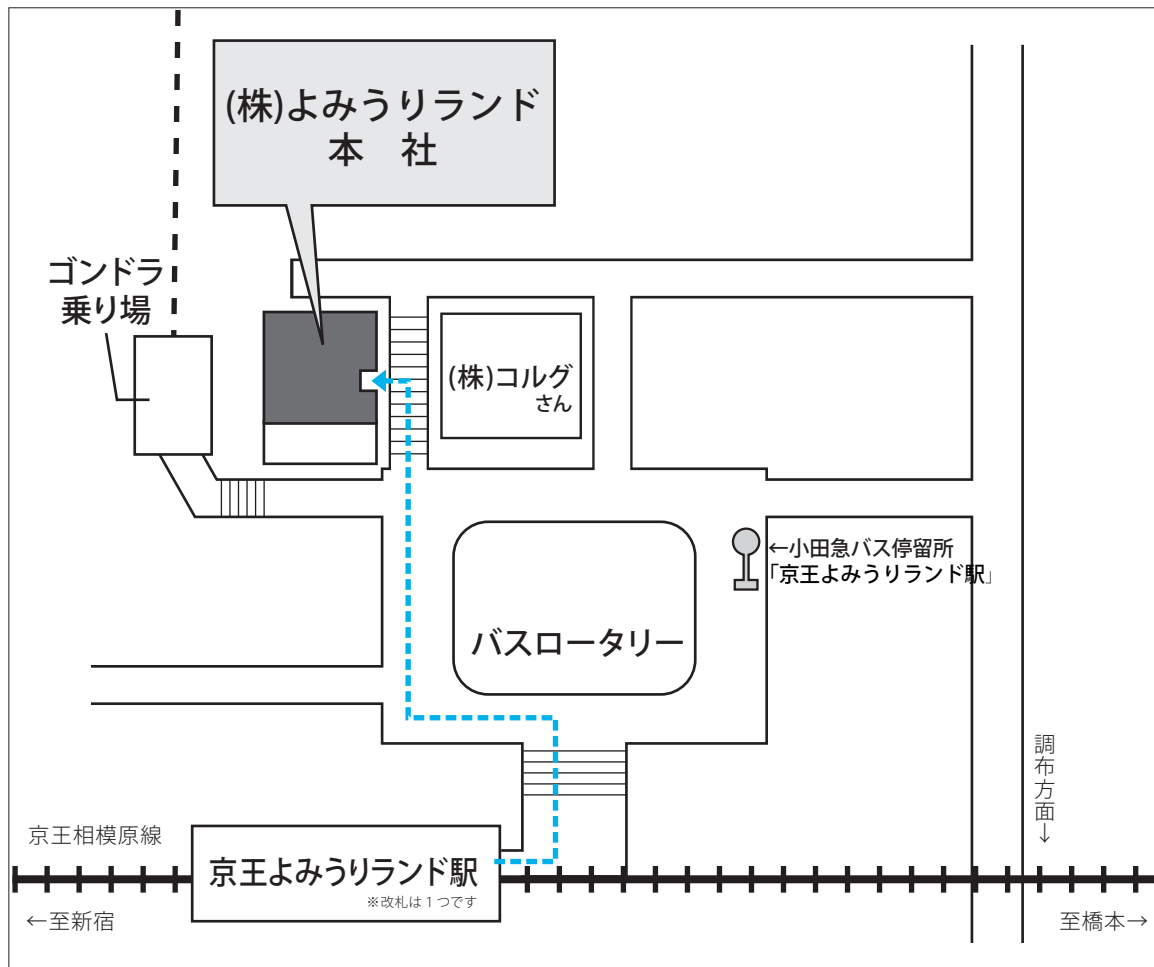 (株)よみうりランド
本　社
ゴンドラ
乗り場
(株)コルグ
さん
←小田急バス停留所
「京王よみうりランド駅」
バスロータリー
調布方面↓
京王相模原線
京王よみうりランド駅
※改札は1つです
←至新宿
至橋本→